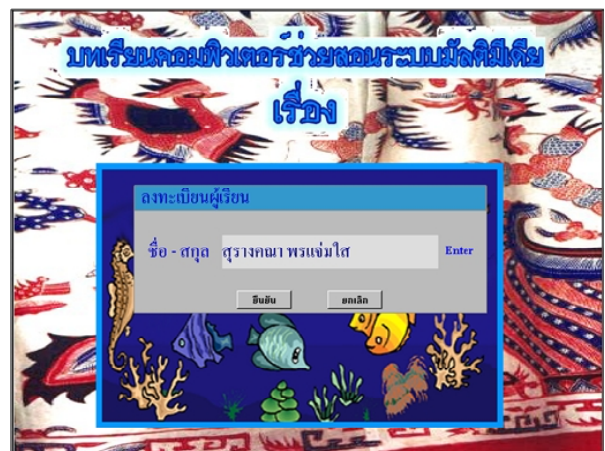 บทเรียนคอมพิวเตอร์ช่วยสอนระบบมัลติมีเดีย
เรื่อง
ลงทะเบียนผู้เรียน
ชื่อ - สกุล สุรางคณา พรแจ่มใส Enter
ยืนยัน ยกเลิก